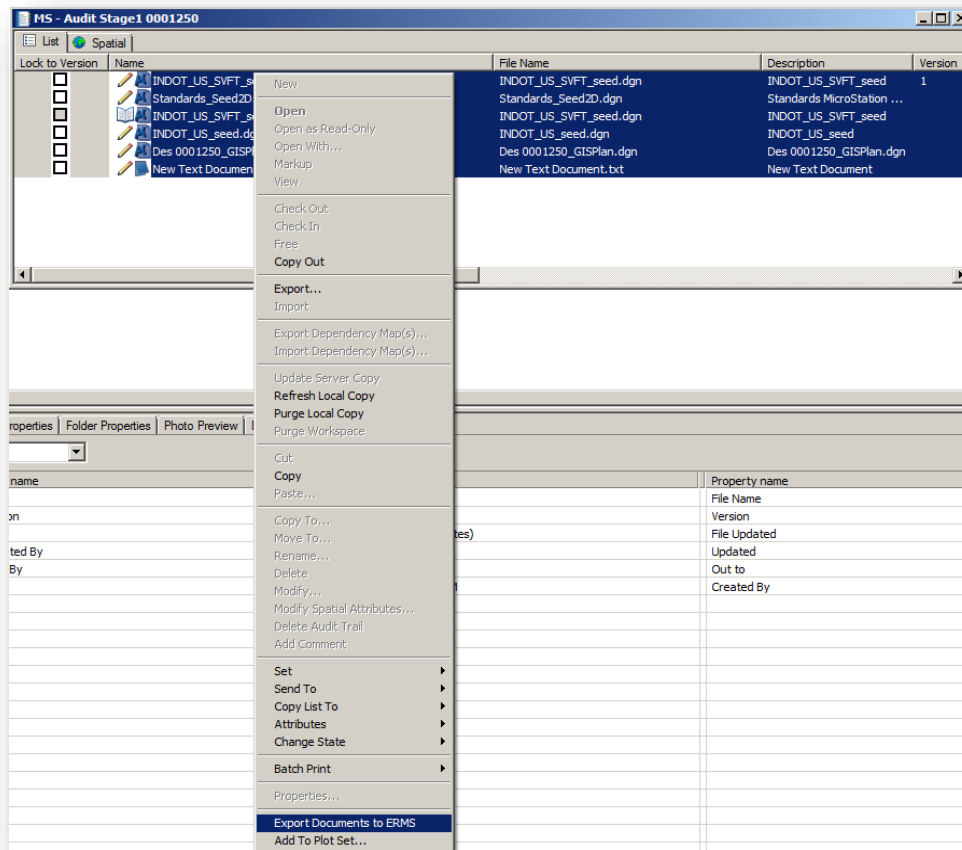 MS - Audit Stage1 0001250
List Spatial
Lock to Version Name File Name Description Version
INDOT_US_SVFT_s INDOT_US_SVFT_seed.dgn INDOT_US_SVFT_seed 1
Standards_Seed2D Standards_Seed2D.dgn Standards MicroStation ...
INDOT_US_SVFT_s INDOT_US_SVFT_seed.dgn INDOT_US_SVFT_seed
INDOT_US_seed.dg INDOT_US_seed.dgn INDOT_US_seed
Des 0001250_GISPl Des 0001250_GISPlan.dgn Des 0001250_GISPlan.dgn
New Text Document New Text Document.txt New Text Document
New
Open
Open as Read-Only
Open With...
Markup
View
Check Out
Check In
Free
Copy Out
Export...
Import
Export Dependency Map(s)...
Import Dependency Map(s)...
Update Server Copy
Refresh Local Copy
Purge Local Copy
Purge Workspace
Cut
Copy
Paste...
Copy To...
Move To...
Rename...
Delete
Modify...
Modify Spatial Attributes...
Delete Audit Trail
Add Comment
Set
Send To
Copy List To
Attributes
Change State
Batch Print
Properties...
Export Documents to ERMS
Add To Plot Set...
roperties Folder Properties Photo Preview
name Property name
File Name
on Version
tes) File Updated
ted By Updated
By Out to
Created By